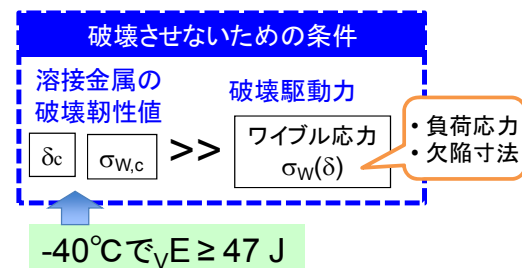 破壊させないための条件
溶接金属の
破壊靭性値
破壊駆動力
δc σW,c >> ワイブル応力
σW(δ)
・負荷応力
・欠陥寸法
-40℃でVE ≥ 47 J